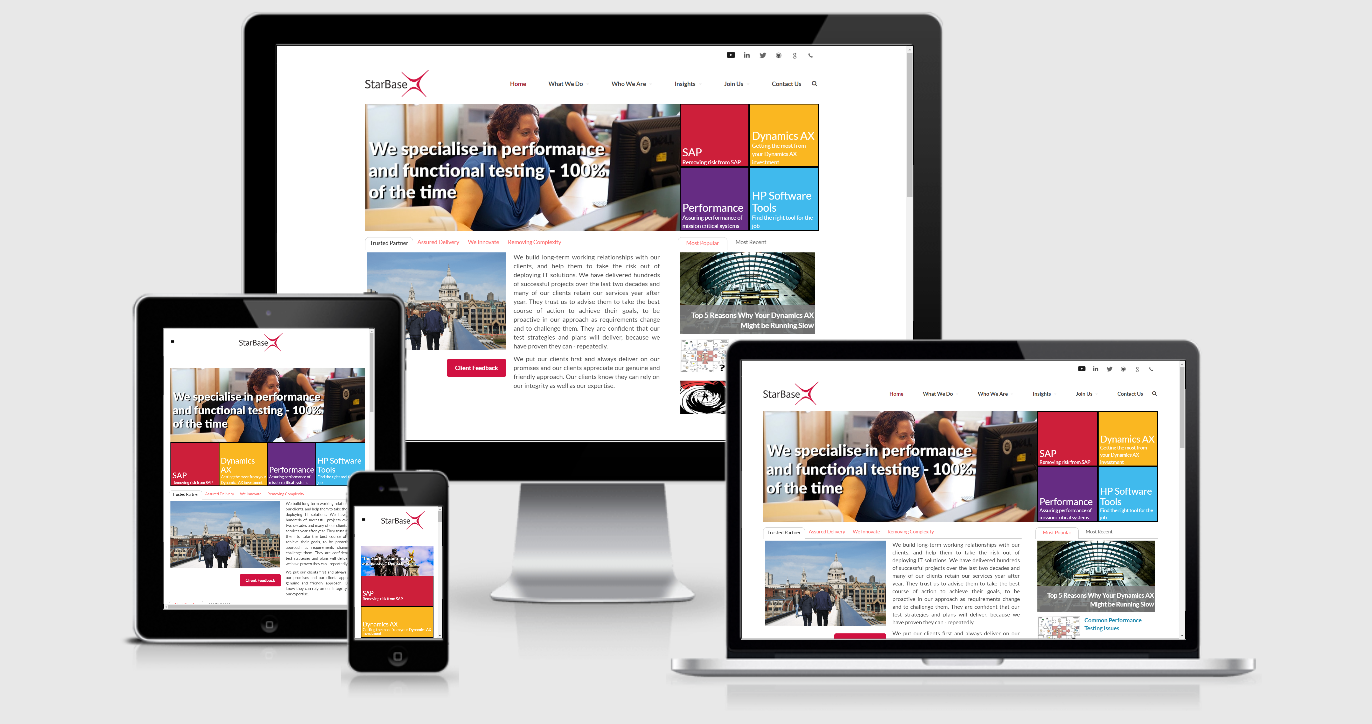 StarBase
Home What We Do Who We Are Insights Join Us Contact Us
We specialise in performance
and functional testing - 100%
of the time
SAP
Removing risk from SAP
Dynamics AX
Getting the most from
your Dynamics AX
investment
Performance
Assuring performance of
mission critical systems
HP Software
Tools
Find the right tool for the
job
Trusted Partner Assured Delivery We Innovate Removing Complexity
Most Popular Most Recent
We build long-term working relationships with our
clients, and help them to take the risk out of
deploying IT solutions. We have delivered hundreds
of successful projects over the last two decades and
many of our clients retain our services year after
year. They trust us to advise them to take the best
course of action to achieve their goals, to be
proactive in our approach as requirements change
and to challenge them. They are confident that our
test strategies and plans will deliver, because we
have proven they can - repeatedly.
We put our clients first and always deliver on our
promises and our clients appreciate our genuine and
friendly approach. Our clients know they can rely on
our integrity as well as our expertise.
Client Feedback
Top 5 Reasons Why Your Dynamics AX
Might be Running Slow
StarBase
We specialise in performance
and functional testing - 100%
of the time
SAP
Removing risk from SAP
Dynamics
AX
Performance
Assuring performance of
mission critical systems
HP Software
Tools
Trusted Partner Assured Delivery We Innovate Removing Complexity
Client Feedback
StarBase
SAP
Removing risk from SAP
Dynamics AX
StarBase
Home What We Do Who We Are Insights Join Us Contact Us
We specialise in performance
and functional testing - 100%
of the time
SAP
Removing risk from SAP
Dynamics AX
Getting the most from
your Dynamics AX
investment
Performance
Assuring performance of
mission critical systems
HP Software
Tools
Find the right tool for the
job
Trusted Partner Assured Delivery We Innovate Removing Complexity
Most Popular Most Recent
We build long-term working relationships with our
clients, and help them to take the risk out of
deploying IT solutions. We have delivered hundreds
of successful projects over the last two decades and
many of our clients retain our services year after
year. They trust us to advise them to take the best
course of action to achieve their goals, to be
proactive in our approach as requirements change
and to challenge them. They are confident that our
test strategies and plans will deliver, because we
have proven they can - repeatedly.
We put our clients first and always deliver on our
Top 5 Reasons Why Your Dynamics AX
Might be Running Slow
Common Performance
Testing Issues